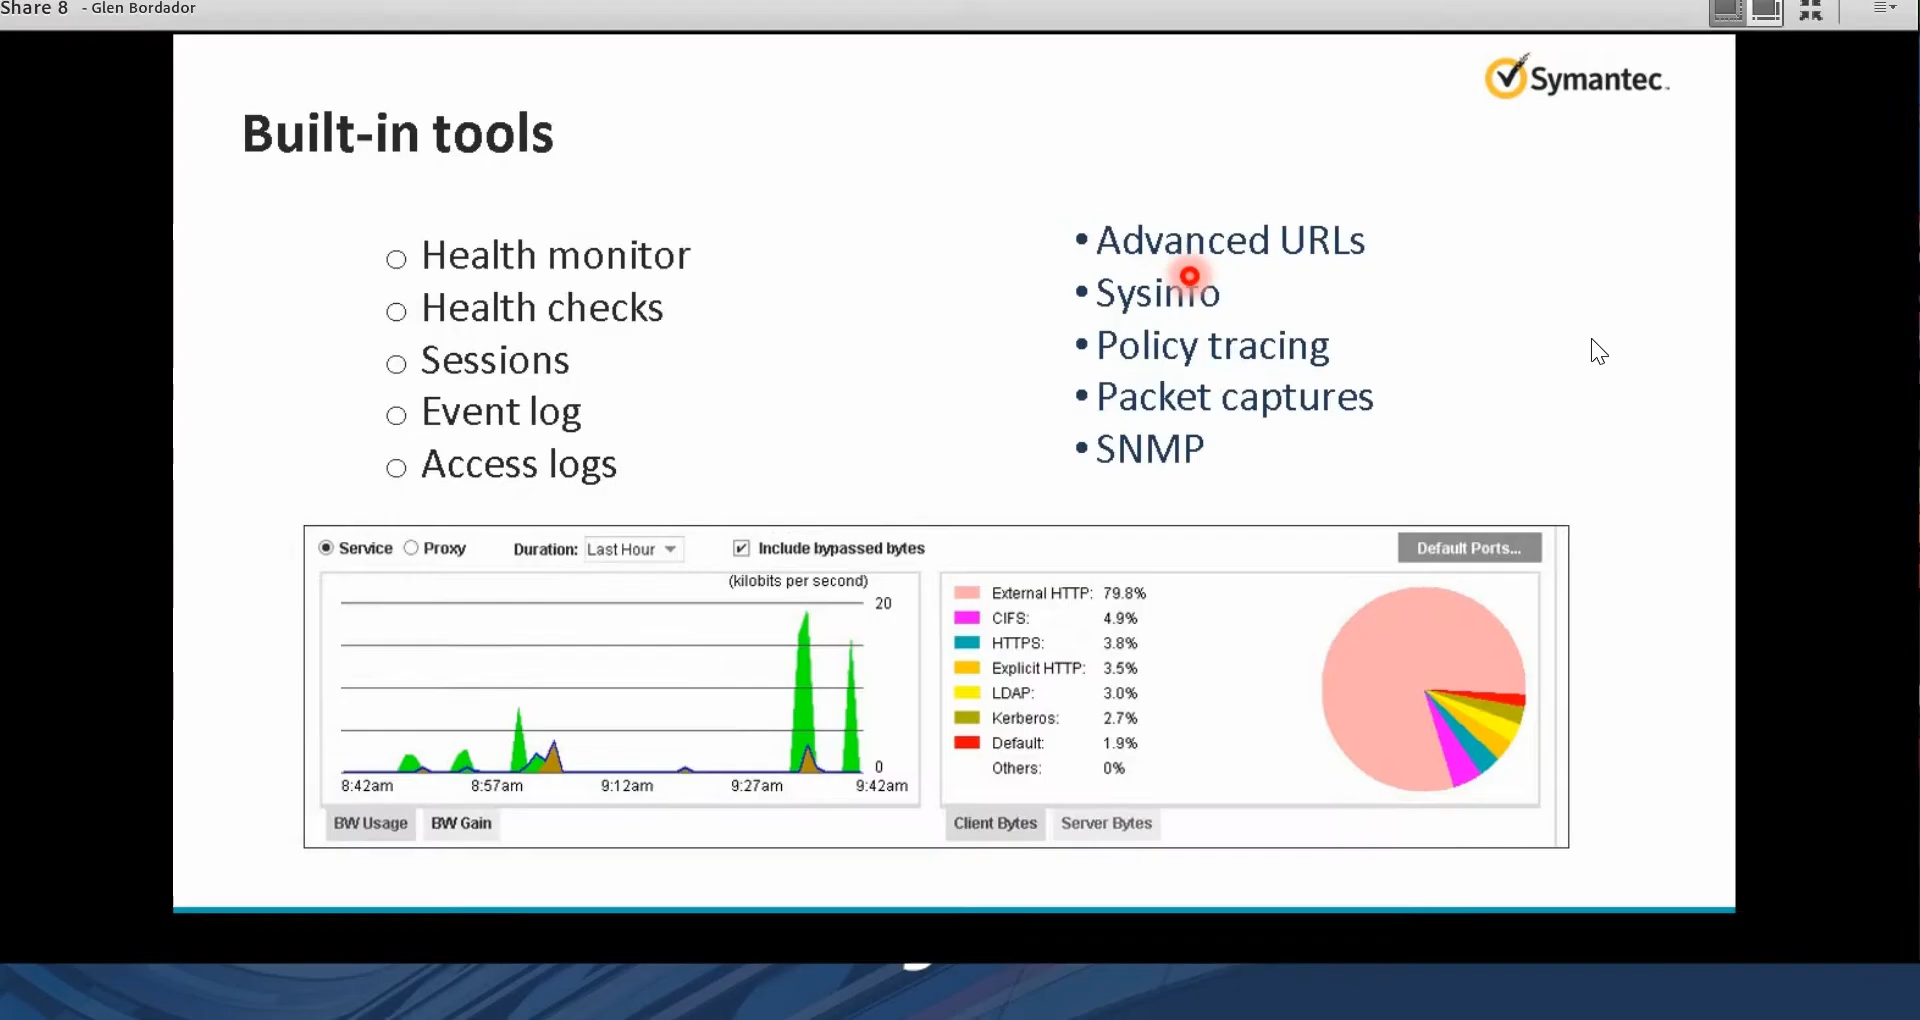 Share 8 - Glen Bordador
Symantec.
Built-in tools
Health monitor
Health checks
Sessions
Event log
Access logs
• Advanced URLs
• Sysinfo
• Policy tracing
• Packet captures
• SNMP
Service Proxy Duration: Last Hour Include bypassed bytes Default Ports...
(kilobits per second)
20
0
8:42am 8:57am 9:12am 9:27am 9:42am
BW Usage BW Gain
External HTTP: 79.8%
CIFS: 4.9%
HTTPS: 3.8%
Explicit HTTP: 3.5%
LDAP: 3.0%
Kerberos: 2.7%
Default: 1.9%
Others: 0%
Client Bytes Server Bytes